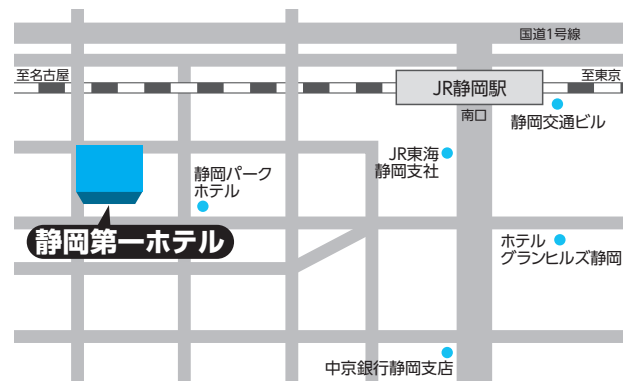 国道1号線
至名古屋
至東京
JR静岡駅
南口
静岡交通ビル
JR東海
静岡支社
静岡パーク
ホテル
静岡第一ホテル
ホテル
グランヒルズ静岡
中京銀行静岡支店